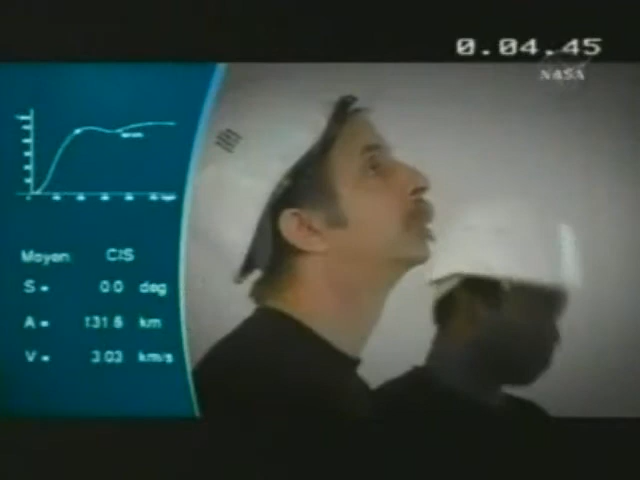 0.04.45
NASA
Moyen CIS
S = 0.0 deg
A = 131.6 km
V = 3.03 km/s